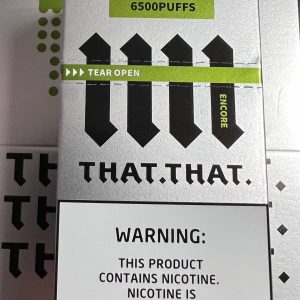 6500PUFFS
TEAR OPEN
ENCORE
THAT.THAT.
WARNING:
THIS PRODUCT
CONTAINS NICOTINE.
NICOTINE IS